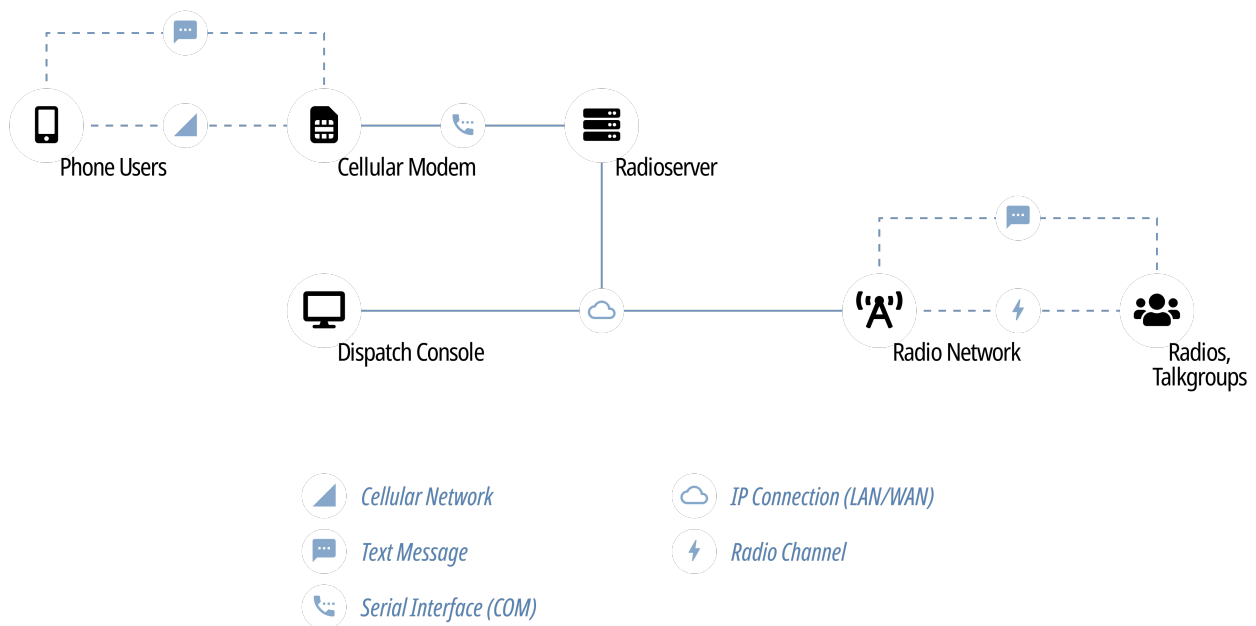 Phone Users
Cellular Modem
Radioserver
Dispatch Console
Radio Network
Radios,
Talkgroups
Cellular Network
IP Connection (LAN/WAN)
Text Message
Radio Channel
Serial Interface (COM)